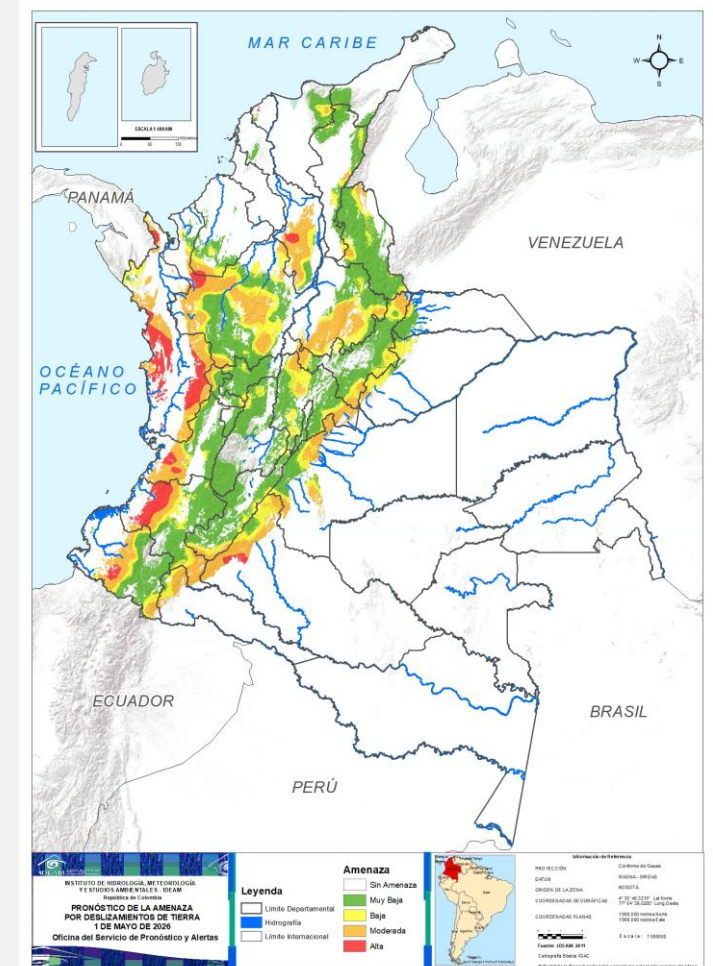 MAR CARIBE
N
W
E
S
ESCALA 1:400.000
PANAMÁ
VENEZUELA
OCÉANO
PACÍFICO
ECUADOR
BRASIL
PERÚ
IDEAM
INSTITUTO DE HIDROLOGÍA, METEOROLOGÍA
Y ESTUDIOS AMBIENTALES - IDEAM
República de Colombia
PRONÓSTICO DE LA AMENAZA
POR DESLIZAMIENTOS DE TIERRA
1 DE MAYO DE 2026
Oficina del Servicio de Pronóstico y Alertas
Leyenda
Límite Departamental
Hidrografía
Límite Internacional
Amenaza
Sin Amenaza
Muy Baja
Baja
Moderada
Alta
Información de Referencia
PROYECCIÓN
Conforme de Gauss
DATUM
MAGNA - SIRGAS
ORIGEN DE LA ZONA
BOGOTÁ
COORDENADAS GEOGRÁFICAS
COORDENADAS PLANAS
Fuente: IDEAM 2011
Cartografía Básica: IGAC